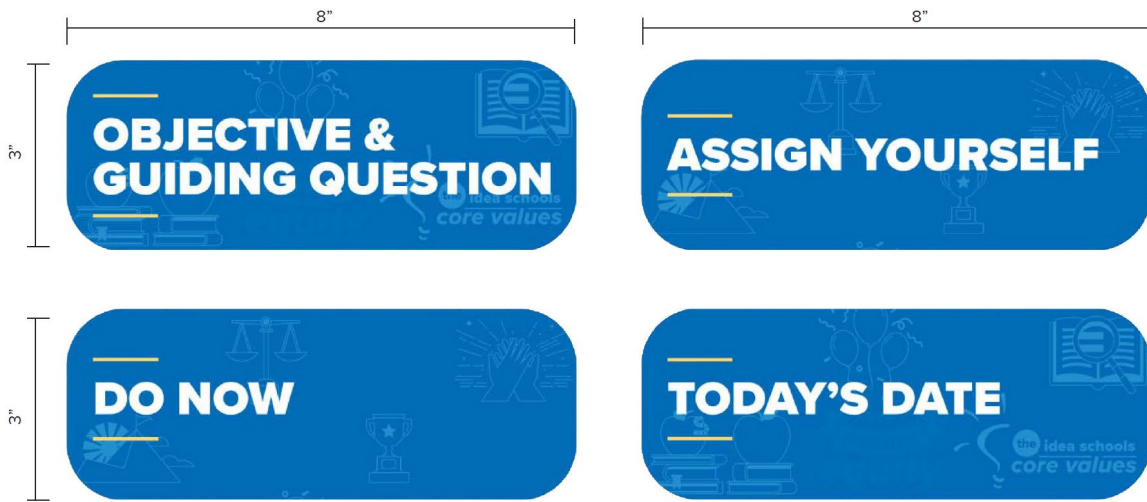 8”
8”
3”
OBJECTIVE &
GUIDING QUESTION
the idea schools
core values
ASSIGN YOURSELF
3”
DO NOW
TODAY’S DATE
the idea schools
core values